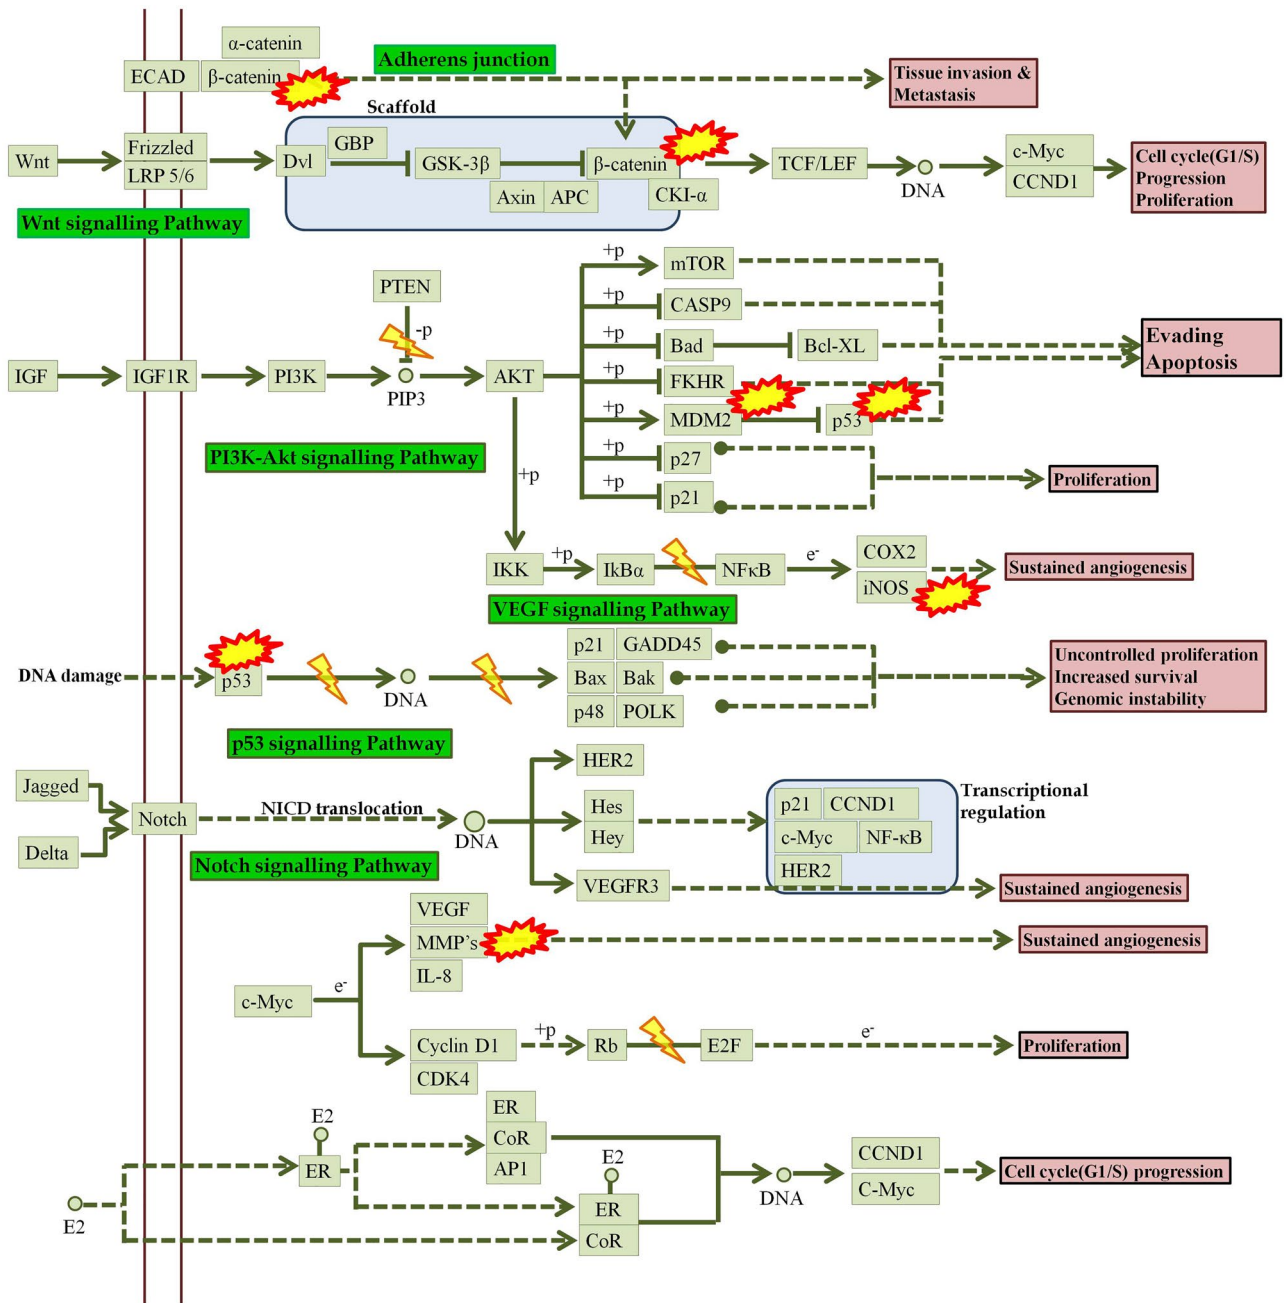 α-catenin
ECAD
β-catenin
Adherens junction
Tissue invasion &
Metastasis
Scaffold
Wnt
Frizzled
LRP 5/6
Dvl
GBP
GSK-3β
β-catenin
Axin
APC
CKI-α
TCF/LEF
DNA
c-Myc
CCND1
Cell cycle(G1/S)
Progression
Proliferation
Wnt signalling Pathway
PTEN
-p
IGF
IGF1R
PI3K
PIP3
AKT
+p
mTOR
+p
CASP9
+p
Bad
Bcl-XL
+p
FKHR
+p
MDM2
p53
+p
p27
+p
p21
Evading
Apoptosis
Proliferation
PI3K-Akt signalling Pathway
+p
IKK
+p
IkBα
NFκB
e-
COX2
iNOS
Sustained angiogenesis
VEGF signalling Pathway
DNA damage
p53
DNA
p21
GADD45
Bax
Bak
p48
POLK
Uncontrolled proliferation
Increased survival
Genomic instability
p53 signalling Pathway
Jagged
Delta
Notch
NICD translocation
DNA
HER2
Hes
Hey
VEGFR3
p21
CCND1
c-Myc
NF-κB
HER2
Transcriptional
regulation
Sustained angiogenesis
Notch signalling Pathway
c-Myc
e-
VEGF
MMP's
IL-8
Sustained angiogenesis
Cyclin D1
CDK4
+p
Rb
E2F
e-
Proliferation
E2
E2
ER
ER
CoR
AP1
E2
ER
CoR
DNA
CCND1
C-Myc
Cell cycle(G1/S) progression